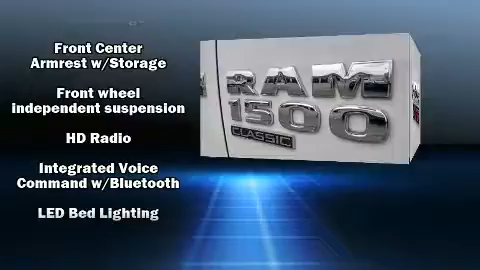 Front Center
Armrest w/Storage
Front wheel
independent suspension
HD Radio
Integrated Voice
Command w/Bluetooth
LED Bed Lighting
RAM
1500
CLASSIC